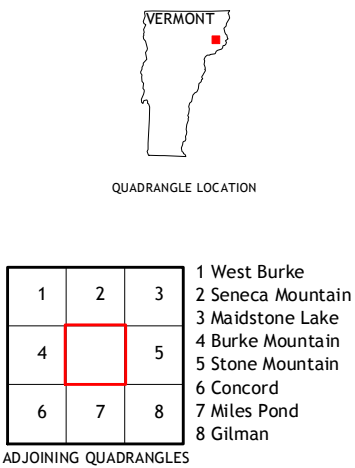 VERMONT
QUADRANGLE LOCATION
1 2 3
4 5
6 7 8
1 West Burke
2 Seneca Mountain
3 Maidstone Lake
4 Burke Mountain
5 Stone Mountain
6 Concord
7 Miles Pond
8 Gilman
ADJOINING QUADRANGLES